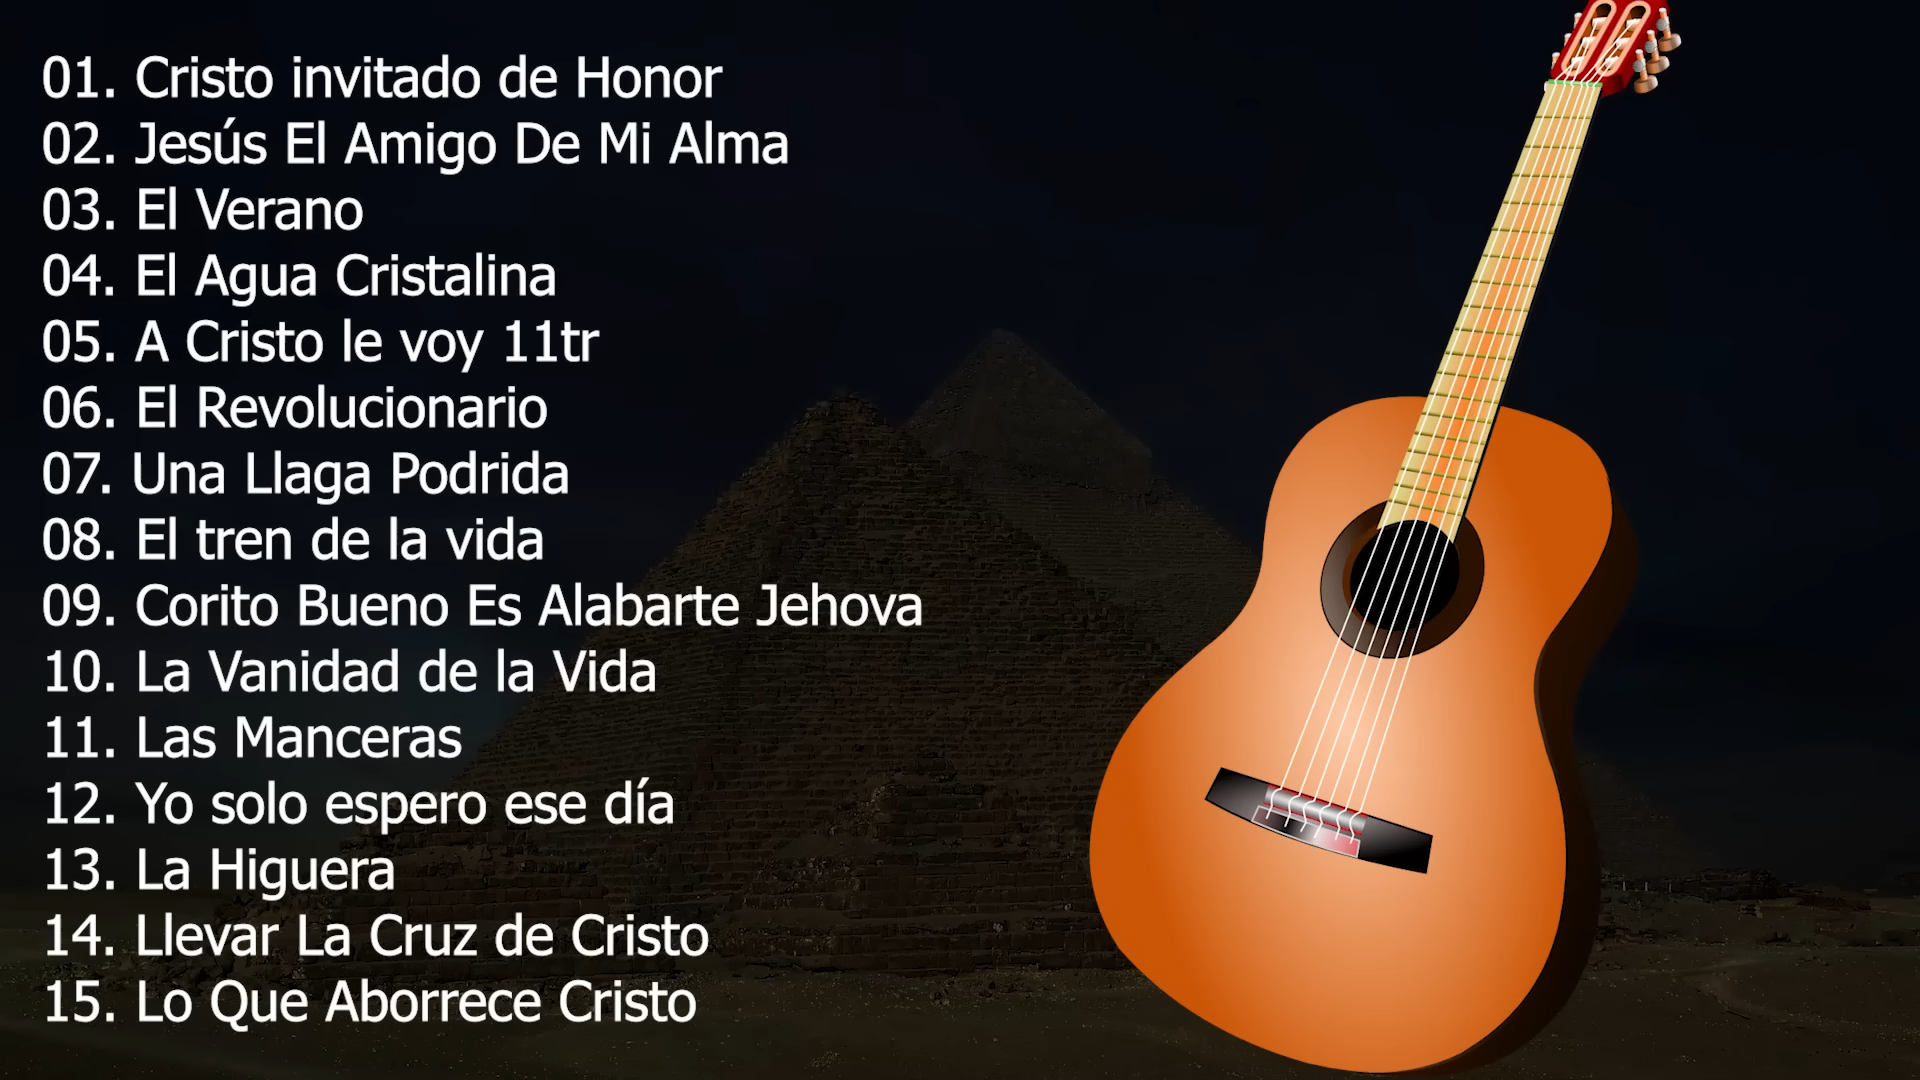 01. Cristo invitado de Honor
02. Jesús El Amigo De Mi Alma
03. El Verano
04. El Agua Cristalina
05. A Cristo le voy 11tr
06. El Revolucionario
07. Una Llaga Podrida
08. El tren de la vida
09. Corito Bueno Es Alabarte Jehova
10. La Vanidad de la Vida
11. Las Manceras
12. Yo solo espero ese día
13. La Higuera
14. Llevar La Cruz de Cristo
15. Lo Que Aborrece Cristo